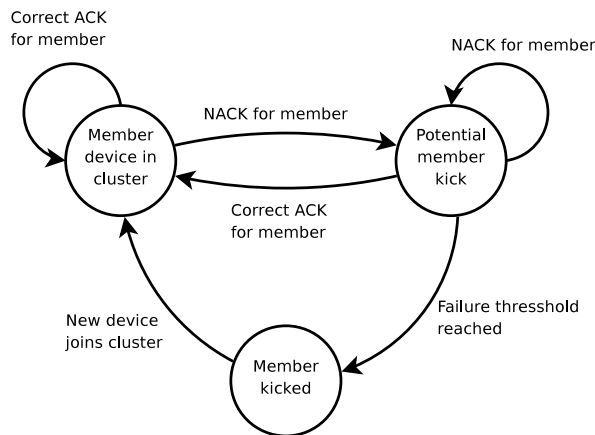 Correct ACK
for member
NACK for member
NACK for member
Member
device in
cluster
Potential
member
kick
Correct ACK
for member
New device
joins cluster
Failure thresshold
reached
Member
kicked